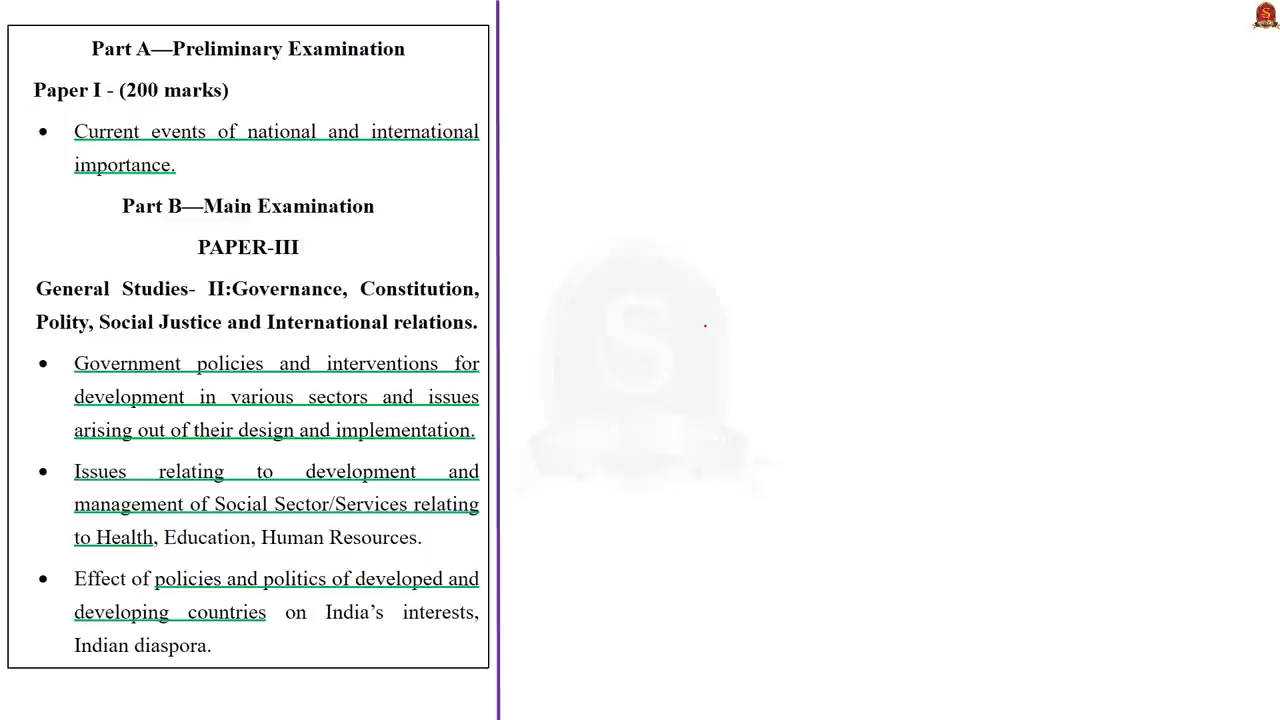 Part A—Preliminary Examination
Paper I - (200 marks)
• Current events of national and international
importance.
Part B—Main Examination
PAPER-III
General Studies- II:Governance, Constitution,
Polity, Social Justice and International relations.
• Government policies and interventions for
development in various sectors and issues
arising out of their design and implementation.
• Issues relating to development and
management of Social Sector/Services relating
to Health, Education, Human Resources.
• Effect of policies and politics of developed and
developing countries on India’s interests,
Indian diaspora.
S
S